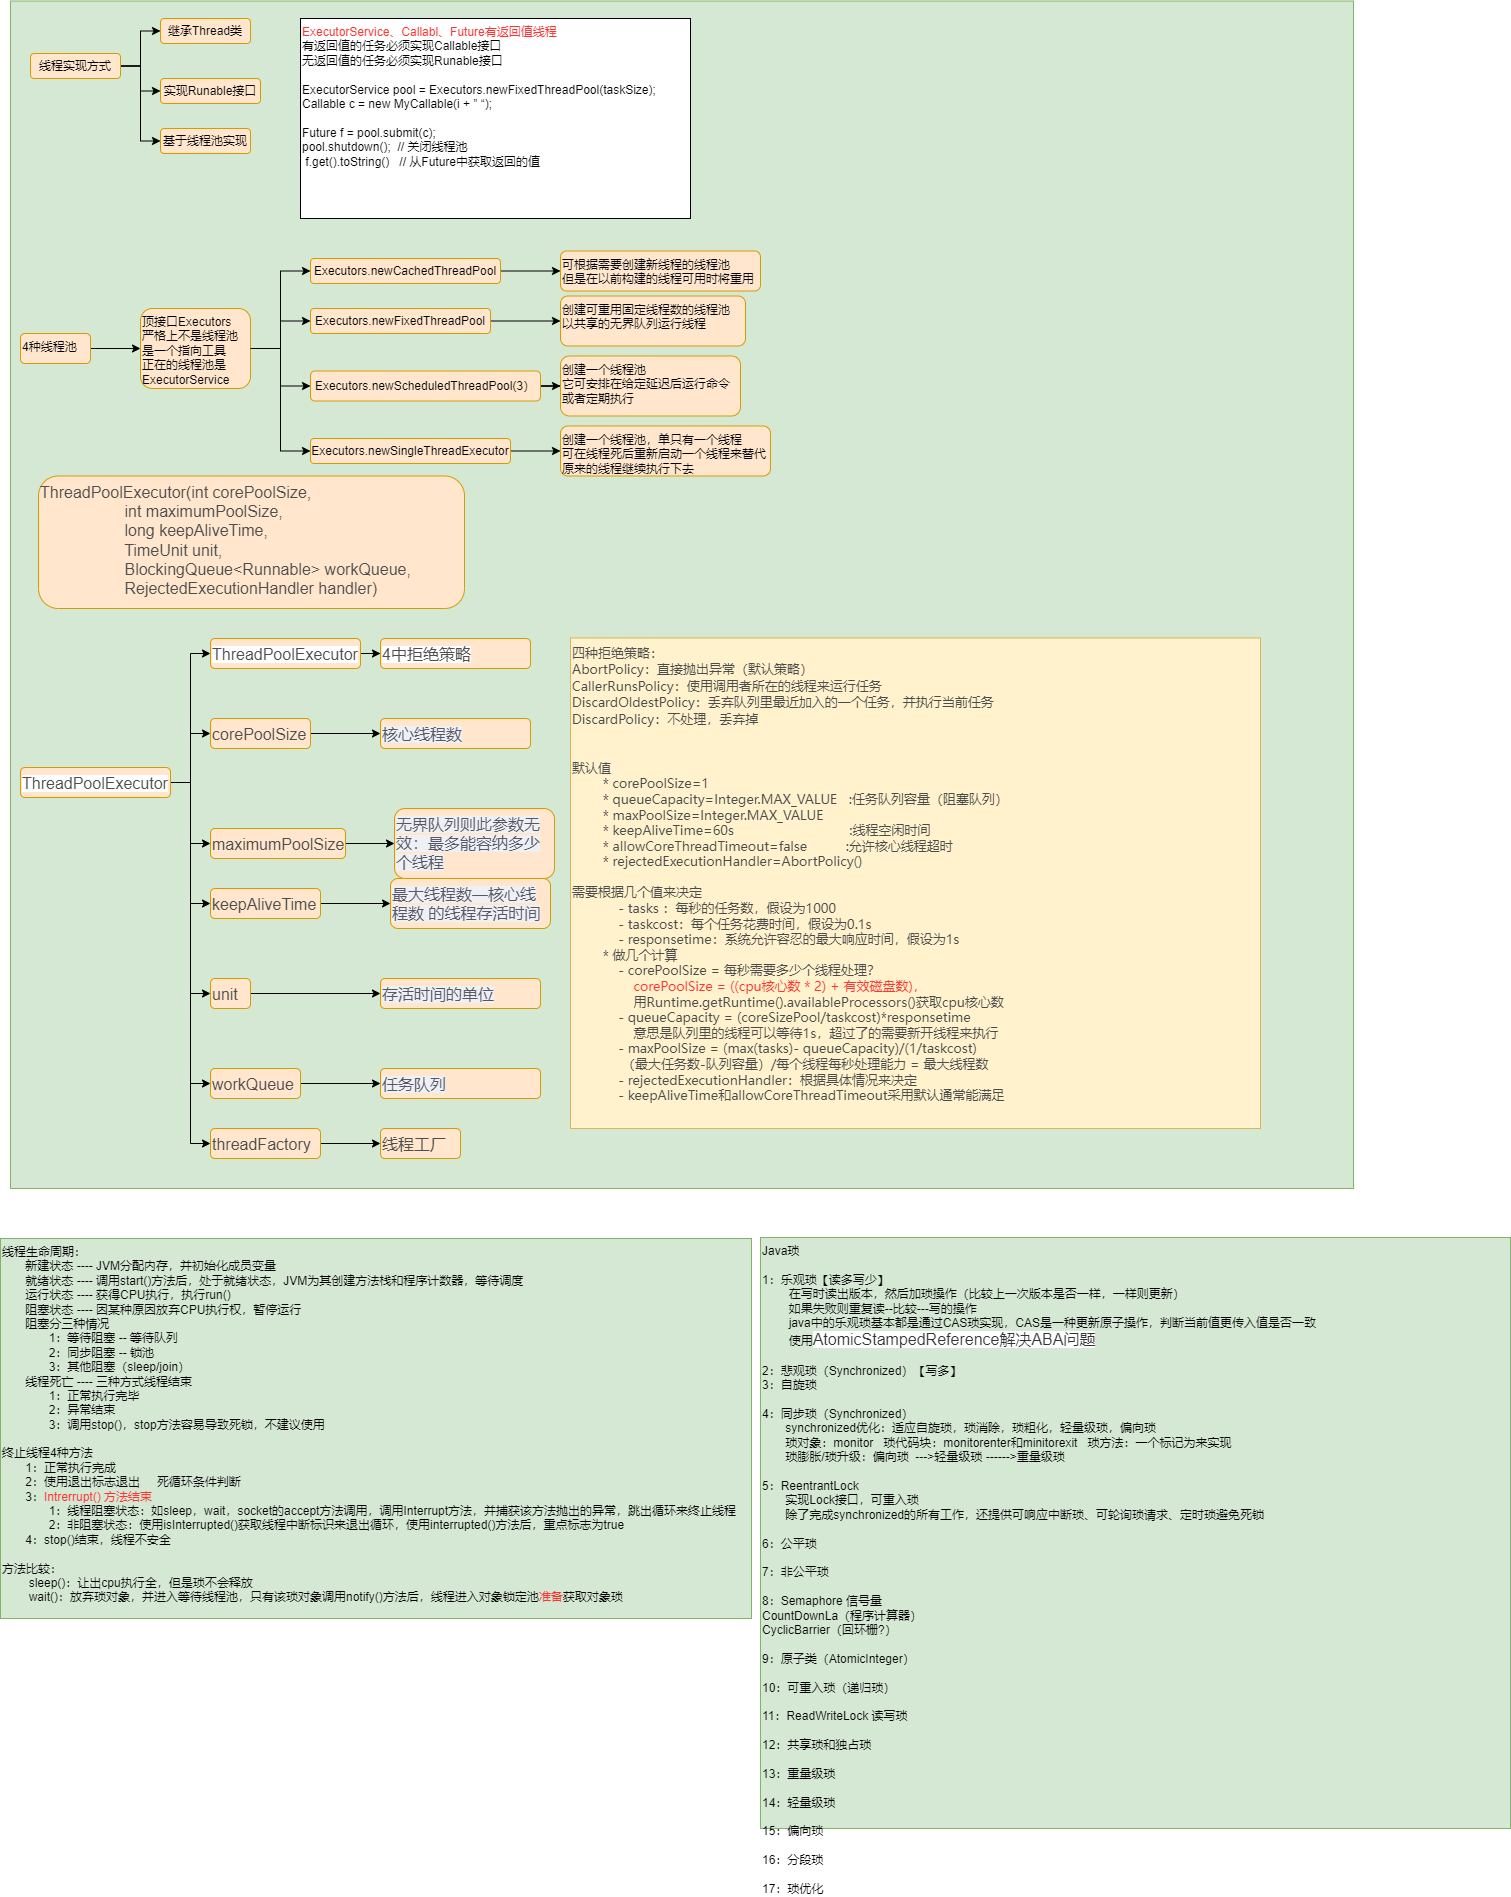 线程实现方式
继承Thread类
实现Runable接口
基于线程池实现
ExecutorService、Callabl、Future有返回值线程
有返回值的任务必须实现Callable接口
无返回值的任务必须实现Runable接口
ExecutorService pool = Executors.newFixedThreadPool(taskSize);
Callable c = new MyCallable(i + ” “);
Future f = pool.submit(c);
pool.shutdown();  // 关闭线程池
f.get().toString()   // 从Future中获取返回的值
4种线程池
顶接口Executors
严格上不是线程池
是一个指向工具
正在的线程池是
ExecutorService
Executors.newCachedThreadPool
可根据需要创建新线程的线程池
但是在以前构建的线程可用时将重用
Executors.newFixedThreadPool
创建可重用固定线程数的线程池
以共享的无界队列运行线程
Executors.newScheduledThreadPool(3）
创建一个线程池
它可安排在给定延迟后运行命令
或者定期执行
Executors.newSingleThreadExecutor
创建一个线程池，单只有一个线程
可在线程死后重新启动一个线程来替代
原来的线程继续执行下去
ThreadPoolExecutor(int corePoolSize,
int maximumPoolSize,
long keepAliveTime,
TimeUnit unit,
BlockingQueue<Runnable> workQueue,
RejectedExecutionHandler handler)
ThreadPoolExecutor
ThreadPoolExecutor
4中拒绝策略
corePoolSize
核心线程数
maximumPoolSize
无界队列则此参数无
效：最多能容纳多少
个线程
keepAliveTime
最大线程数—核心线
程数 的线程存活时间
unit
存活时间的单位
workQueue
任务队列
threadFactory
线程工厂
四种拒绝策略：
AbortPolicy：直接抛出异常（默认策略）
CallerRunsPolicy：使用调用者所在的线程来运行任务
DiscardOldestPolicy：丢弃队列里最近加入的一个任务，并执行当前任务
DiscardPolicy：不处理，丢弃掉
默认值
* corePoolSize=1
* queueCapacity=Integer.MAX_VALUE   :任务队列容量（阻塞队列）
* maxPoolSize=Integer.MAX_VALUE
* keepAliveTime=60s   :线程空闲时间
* allowCoreThreadTimeout=false   :允许核心线程超时
* rejectedExecutionHandler=AbortPolicy()
需要根据几个值来决定
- tasks ：每秒的任务数，假设为1000
- taskcost：每个任务花费时间，假设为0.1s
- responsetime：系统允许容忍的最大响应时间，假设为1s
* 做几个计算
- corePoolSize = 每秒需要多少个线程处理?
corePoolSize = ((cpu核心数 * 2) + 有效磁盘数)，
用Runtime.getRuntime().availableProcessors()获取cpu核心数
- queueCapacity = (coreSizePool/taskcost)*responsetime
意思是队列里的线程可以等待1s，超过了的需要新开线程来执行
- maxPoolSize = (max(tasks)- queueCapacity)/(1/taskcost)
（最大任务数-队列容量）/每个线程每秒处理能力 = 最大线程数
- rejectedExecutionHandler：根据具体情况来决定
- keepAliveTime和allowCoreThreadTimeout采用默认通常能满足
线程生命周期：
新建状态 ---- JVM分配内存，并初始化成员变量
就绪状态 ---- 调用start()方法后，处于就绪状态，JVM为其创建方法栈和程序计数器，等待调度
运行状态 ---- 获得CPU执行，执行run()
阻塞状态 ---- 因某种原因放弃CPU执行权，暂停运行
阻塞分三种情况
1：等待阻塞 -- 等待队列
2：同步阻塞 -- 锁池
3：其他阻塞（sleep/join）
线程死亡 ---- 三种方式线程结束
1：正常执行完毕
2：异常结束
3：调用stop()，stop方法容易导致死锁，不建议使用
终止线程4种方法
1：正常执行完成
2：使用退出标志退出     死循环条件判断
3：Intrerrupt() 方法结束
1：线程阻塞状态：如sleep，wait，socket的accept方法调用，调用Interrupt方法，并捕获该方法抛出的异常，跳出循环来终止线程
2：非阻塞状态：使用isInterrupted()获取线程中断标识来退出循环，使用interrupted()方法后，重点标志为true
4：stop()结束，线程不安全
方法比较：
sleep()：让出cpu执行全，但是琐不会释放
wait()：放弃琐对象，并进入等待线程池，只有该琐对象调用notify()方法后，线程进入对象锁定池准备获取对象琐
Java琐
1：乐观琐【读多写少】
在写时读出版本，然后加琐操作（比较上一次版本是否一样，一样则更新）
如果失败则重复读--比较---写的操作
java中的乐观琐基本都是通过CAS琐实现，CAS是一种更新原子操作，判断当前值更传入值是否一致
使用AtomicStampedReference解决ABA问题
2：悲观琐（Synchronized）【写多】
3：自旋琐
4：同步琐（Synchronized）
synchronized优化：适应自旋琐，琐消除，琐粗化，轻量级琐，偏向琐
琐对象：monitor   琐代码块：monitorenter和minitorexit   琐方法：一个标记为来实现
琐膨胀/琐升级：偏向琐  --->轻量级琐 ------>重量级琐
5：ReentrantLock
实现Lock接口，可重入琐
除了完成synchronized的所有工作，还提供可响应中断琐、可轮询琐请求、定时琐避免死锁
6：公平琐
7：非公平琐
8：Semaphore 信号量
CountDownLa（程序计算器）
CyclicBarrier（回环栅?）
9：原子类（AtomicInteger）
10：可重入琐（递归琐）
11：ReadWriteLock 读写琐
12：共享琐和独占琐
13：重量级琐
14：轻量级琐
15：偏向琐
16：分段琐
17：琐优化